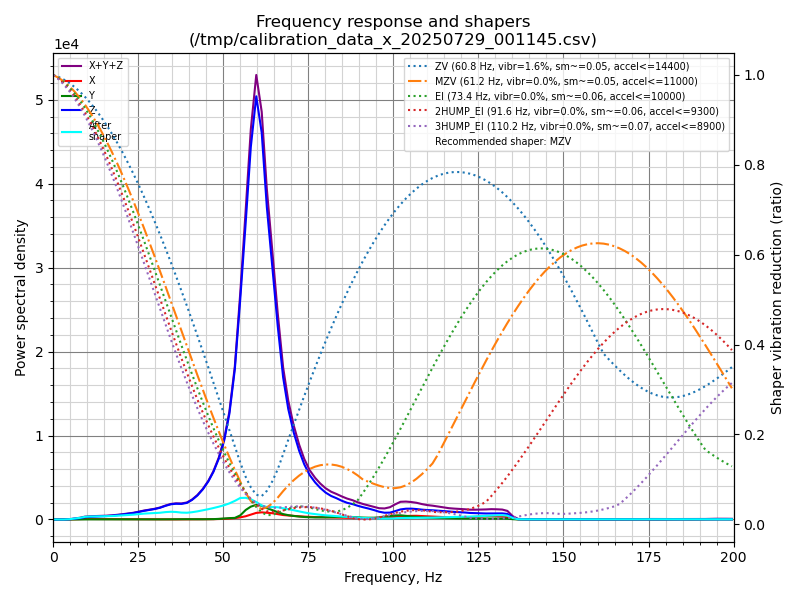 Frequency response and shapers
(/tmp/calibration_data_x_20250729_001145.csv)
1e4
X+Y+Z
X
Y
Z
After
shaper
ZV (60.8 Hz, vibr=1.6%, sm~=0.05, accel<=14400)
MZV (61.2 Hz, vibr=0.0%, sm~=0.05, accel<=11000)
EI (73.4 Hz, vibr=0.0%, sm~=0.06, accel<=10000)
2HUMP_EI (91.6 Hz, vibr=0.0%, sm~=0.06, accel<=9300)
3HUMP_EI (110.2 Hz, vibr=0.0%, sm~=0.07, accel<=8900)
Recommended shaper: MZV
5
4
3
2
1
0
Power spectral density
1.0
0.8
0.6
0.4
0.2
0.0
Shaper vibration reduction (ratio)
0 25 50 75 100 125 150 175 200
Frequency, Hz